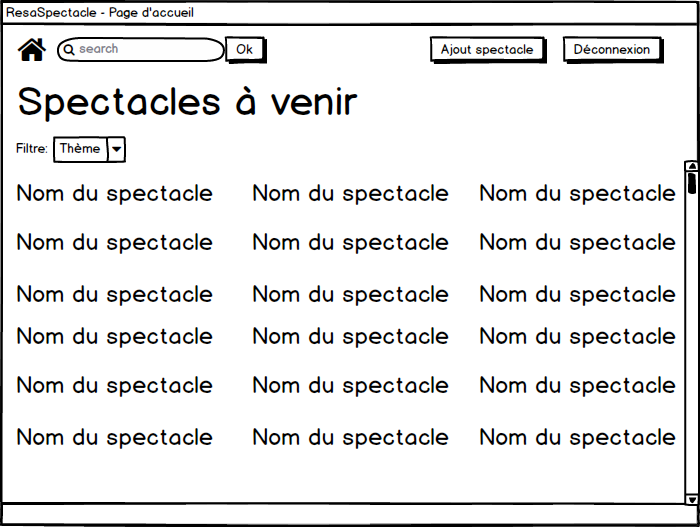 ResaSpectacle - Page d'accueil
search Ok Ajout spectacle Déconnexion
Spectacles à venir
Filtre: Thème
Nom du spectacle Nom du spectacle Nom du spectacle
Nom du spectacle Nom du spectacle Nom du spectacle
Nom du spectacle Nom du spectacle Nom du spectacle
Nom du spectacle Nom du spectacle Nom du spectacle
Nom du spectacle Nom du spectacle Nom du spectacle
Nom du spectacle Nom du spectacle Nom du spectacle